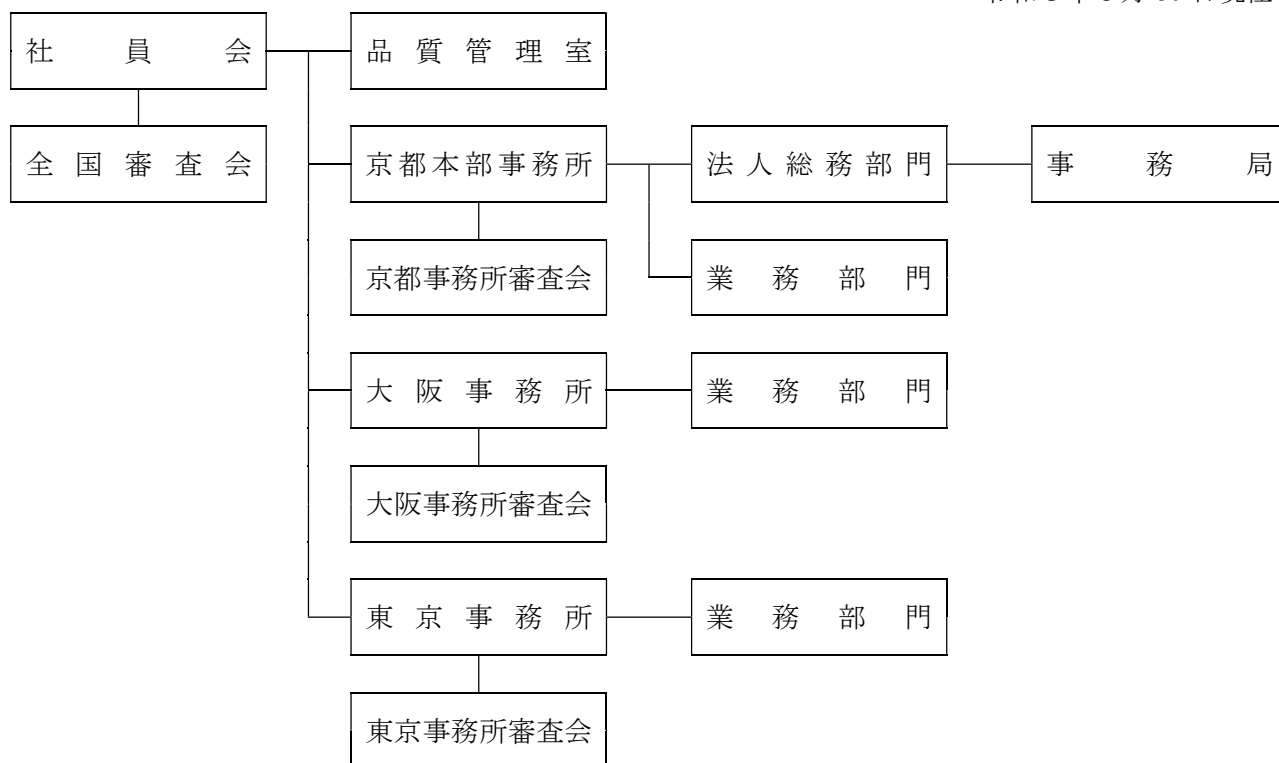 社員会 品質管理室
全国審査会 京都本部事務所 法人総務部門 事務局
京都事務所審査会 業務部門
大阪事務所 業務部門
大阪事務所審査会
東京事務所 業務部門
東京事務所審査会